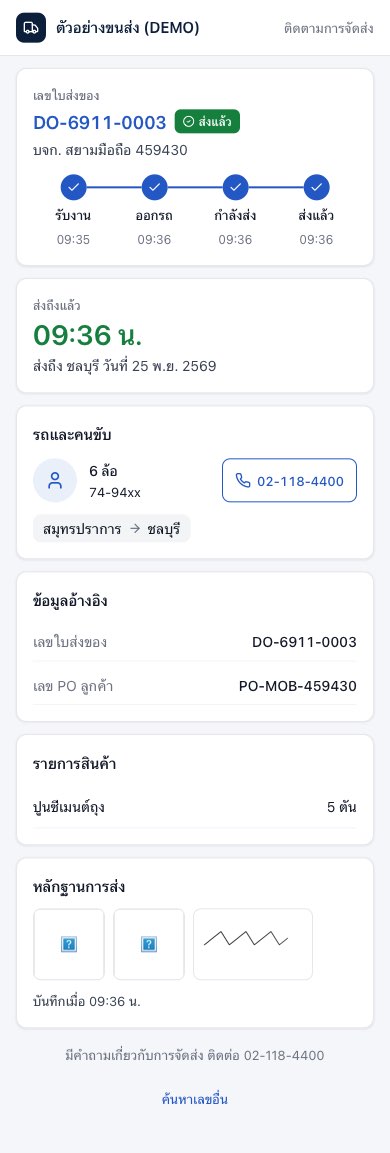 ตัวอย่างขนส่ง (DEMO)
ติดตามการจัดส่ง
เลขใบส่งของ
DO-6911-0003
ส่งแล้ว
บจก. สยามมือถือ 459430
รับงาน
ออกรถ
กำลังส่ง
ส่งแล้ว
09:35
09:36
09:36
09:36
ส่งถึงแล้ว
09:36 น.
ส่งถึง ชลบุรี วันที่ 25 พ.ย. 2569
รถและคนขับ
6 ล้อ
74-94xx
02-118-4400
สมุทรปราการ → ชลบุรี
ข้อมูลอ้างอิง
เลขใบส่งของ
DO-6911-0003
เลข PO ลูกค้า
PO-MOB-459430
รายการสินค้า
ปูนซีเมนต์ถุง
5 ตัน
หลักฐานการส่ง
บันทึกเมื่อ 09:36 น.
มีคำถามเกี่ยวกับการจัดส่ง ติดต่อ 02-118-4400
ค้นหาเลขอื่น